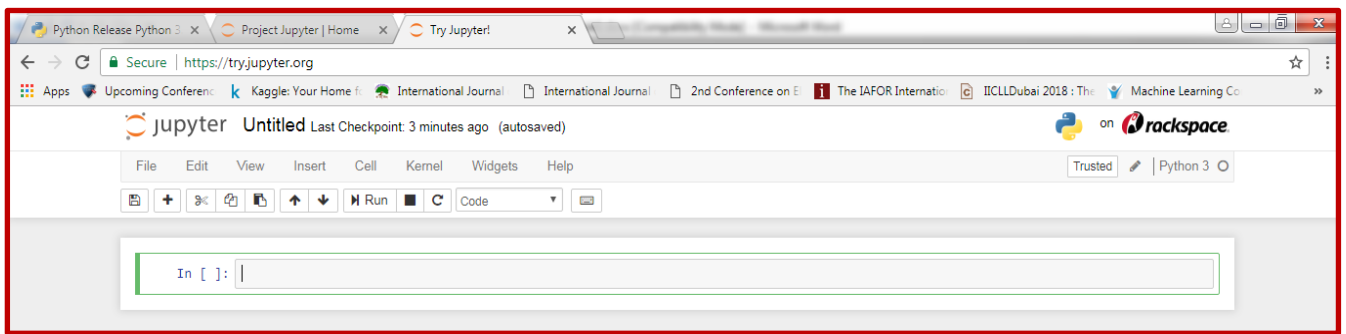 Python Release Python 3 Project Jupyter | Home Try Jupyter!
Secure https://try.jupyter.org
Apps Upcoming Conferenc Kaggle: Your Home fo International Journal International Journal 2nd Conference on E The IAFOR Internatio IICLLDubai 2018 : The Machine Learning Co »
jupyter Untitled Last Checkpoint: 3 minutes ago (autosaved) on rackspace.
File Edit View Insert Cell Kernel Widgets Help Trusted Python 3
Run Code
In [ ]: